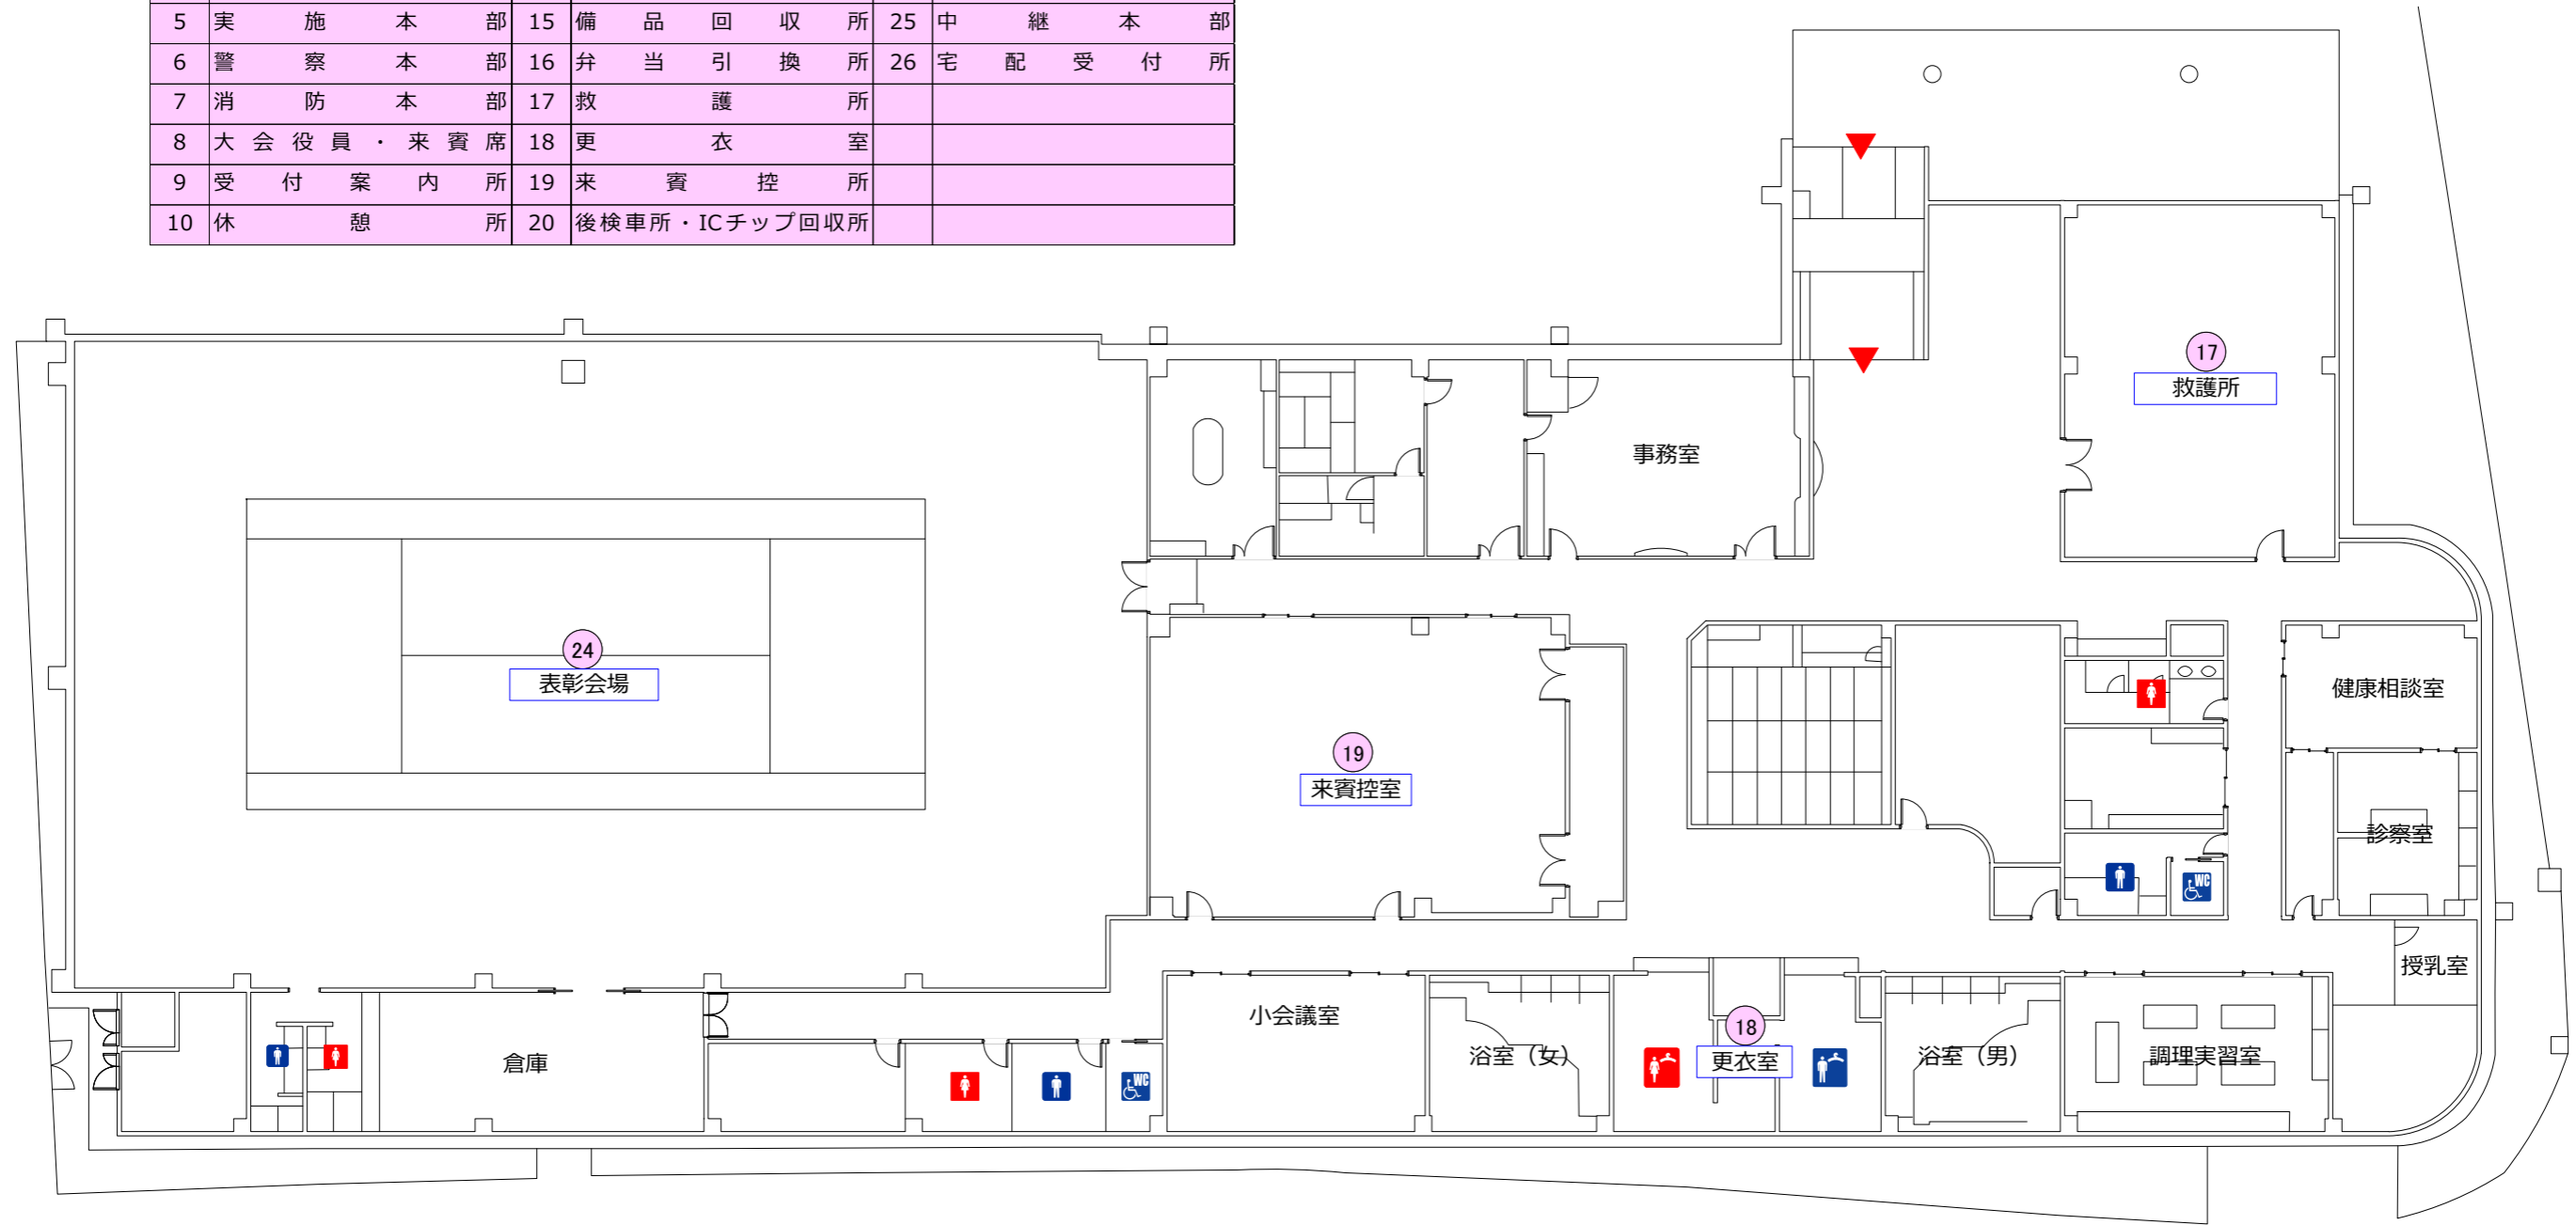 5 実施本部 15 備品回収所 25 中継本部
6 警察本部 16 弁当引換所 26 宅配受付所
7 消防本部 17 救護所
8 大会役員・来賓席 18 更衣室
9 受付案内所 19 来賓控所
10 休憩所 20 後検車所・ICチップ回収所
17
救護所
事務室
24
表彰会場
健康相談室
19
来賓控室
診察室
WC
授乳室
小会議室
18
浴室（女）
更衣室
浴室（男）
調理実習室
倉庫
WC